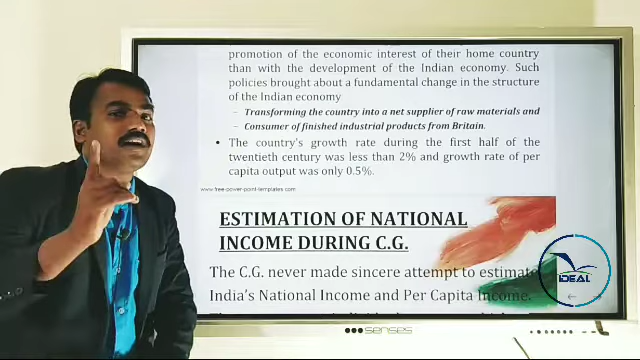 promotion of the economic interest of their home country
than with the development of the Indian economy. Such
policies brought about a fundamental change in the structure
of the Indian economy
– Transforming the country into a net supplier of raw materials and
– Consumer of finished industrial products from Britain.
• The country's growth rate during the first half of the
twentieth century was less than 2% and growth rate of per
capita output was only 0.5%.
www.free-power-point-templates.com
ESTIMATION OF NATIONAL
INCOME DURING C.G.
The C.G. never made sincere attempt to estimate
India's National Income and Per Capita Income.
IDEAL
senses